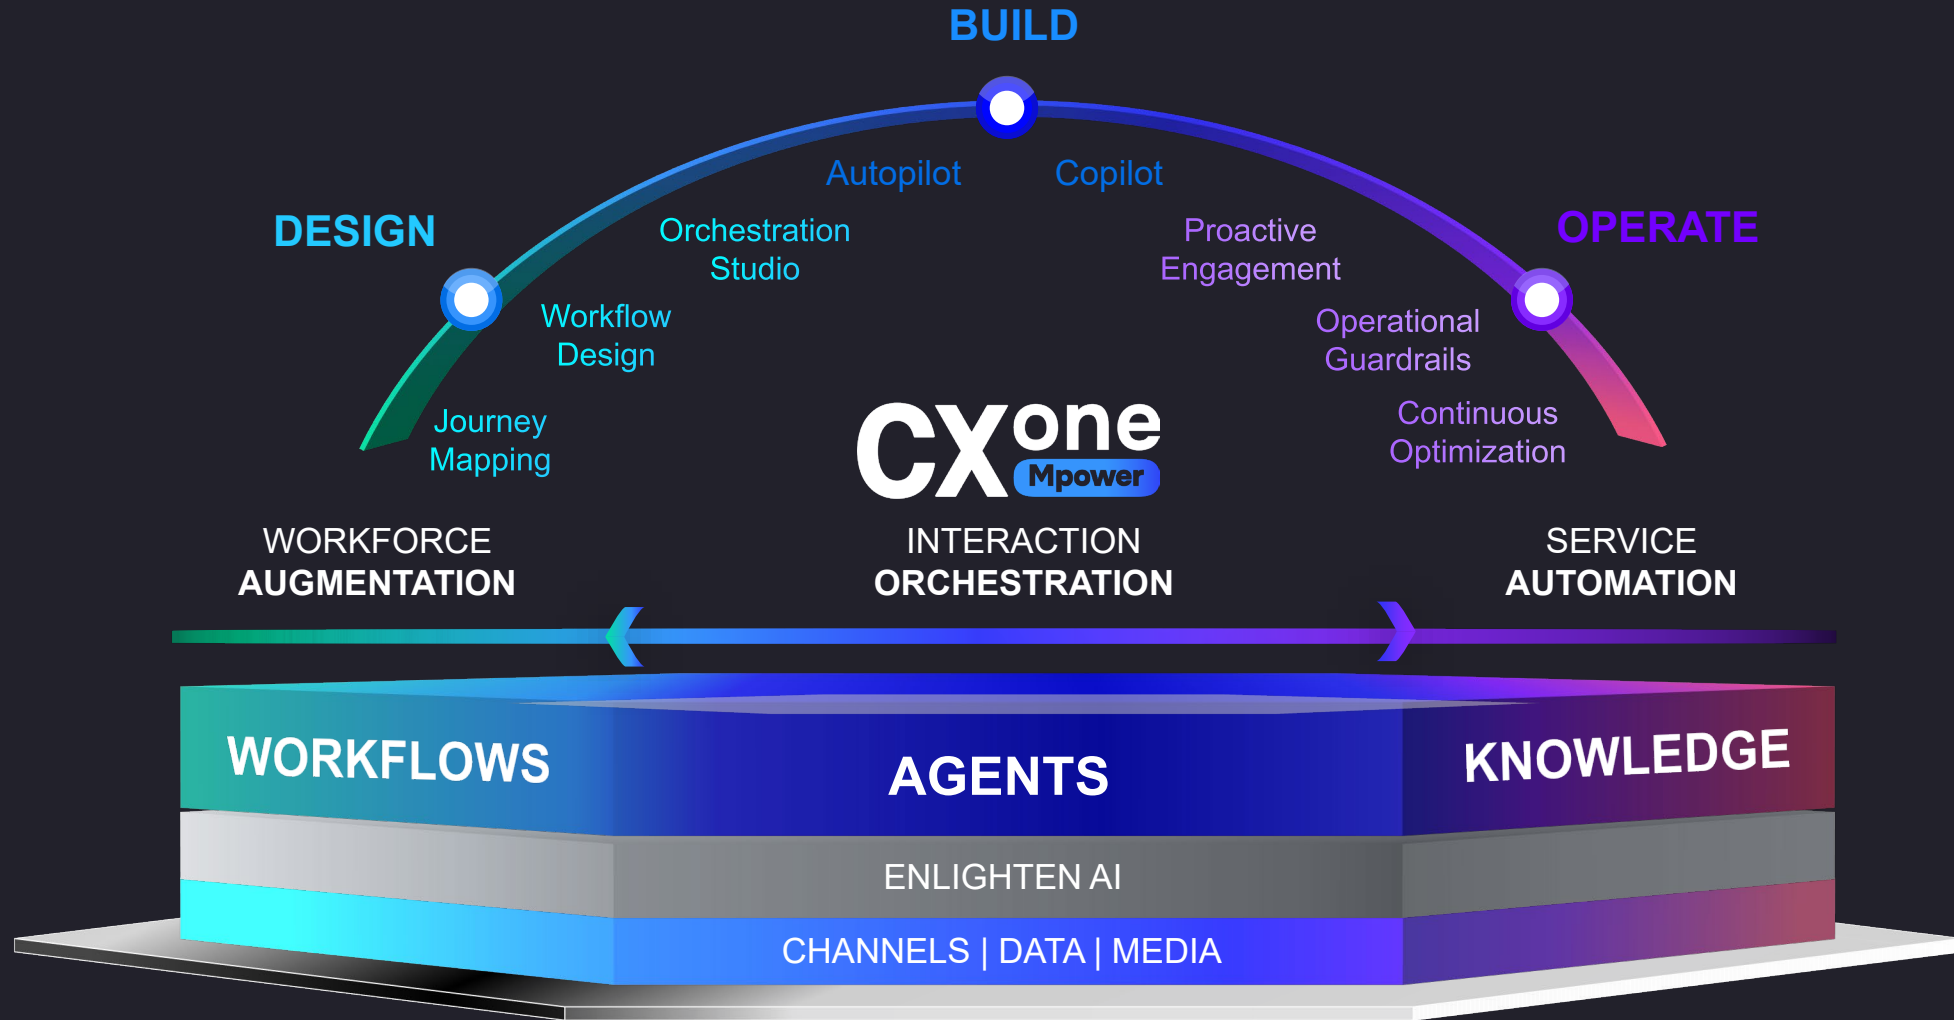 BUILD
DESIGN
OPERATE
Autopilot
Copilot
Orchestration
Studio
Proactive
Engagement
Workflow
Design
Operational
Guardrails
Journey
Mapping
Continuous
Optimization
CXone
Mpower
WORKFORCE
AUGMENTATION
INTERACTION
ORCHESTRATION
SERVICE
AUTOMATION
WORKFLOWS
AGENTS
KNOWLEDGE
ENLIGHTEN AI
CHANNELS | DATA | MEDIA